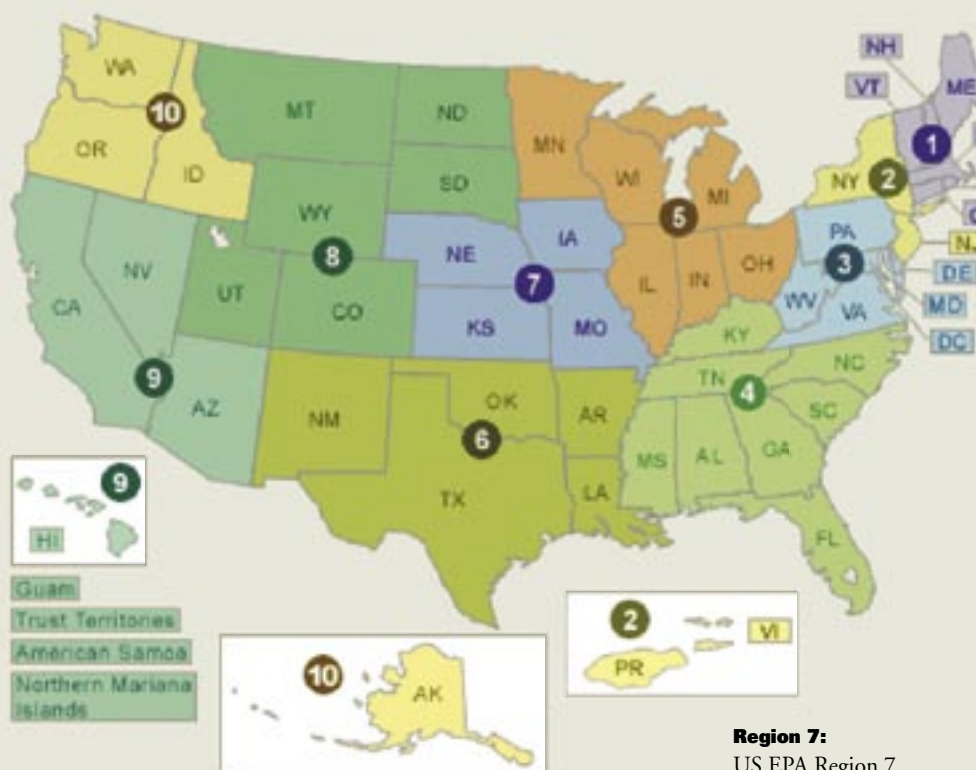 NH
VT
ME
WA
10
MT
ND
OR
ID
MN
1
SD
WI
MI
NY
2
WY
5
PA
N
IA
NE
8
7
3
DE
NV
UT
IL
IN
OH
WV
CA
CO
KS
MO
VA
MD
KY
DC
9
TN
NC
4
AZ
NM
OK
AR
SC
6
MS
AL
GA
TX
LA
9
HI
FL
Guam
Trust Territories
American Samoa
Northern Mariana
Islands
10
AK
2
PR
VI
Region 7:
US EPA Region 7